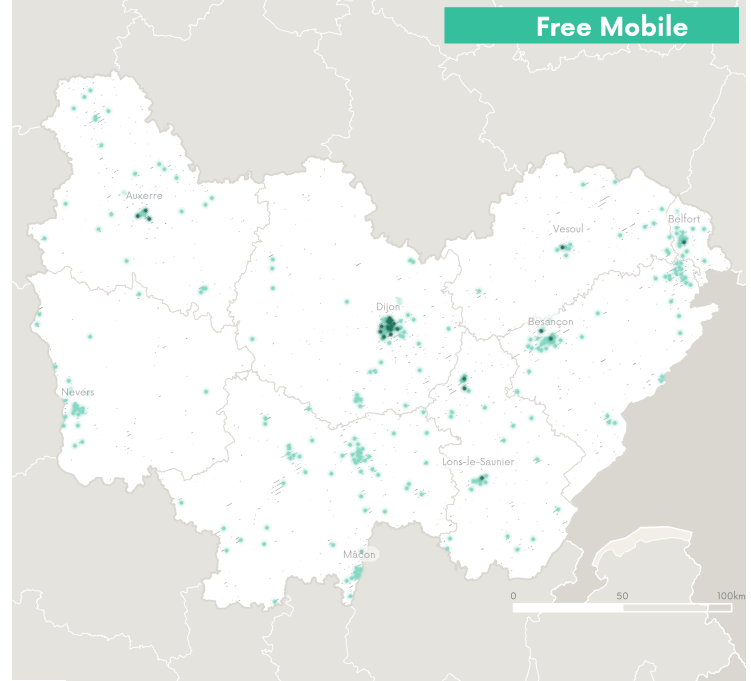 Free Mobile
Auxerre
Belfort
Vesoul
Dijon
Besançon
Nevers
Lons-le-Saunier
Mâcon
0 50 100km